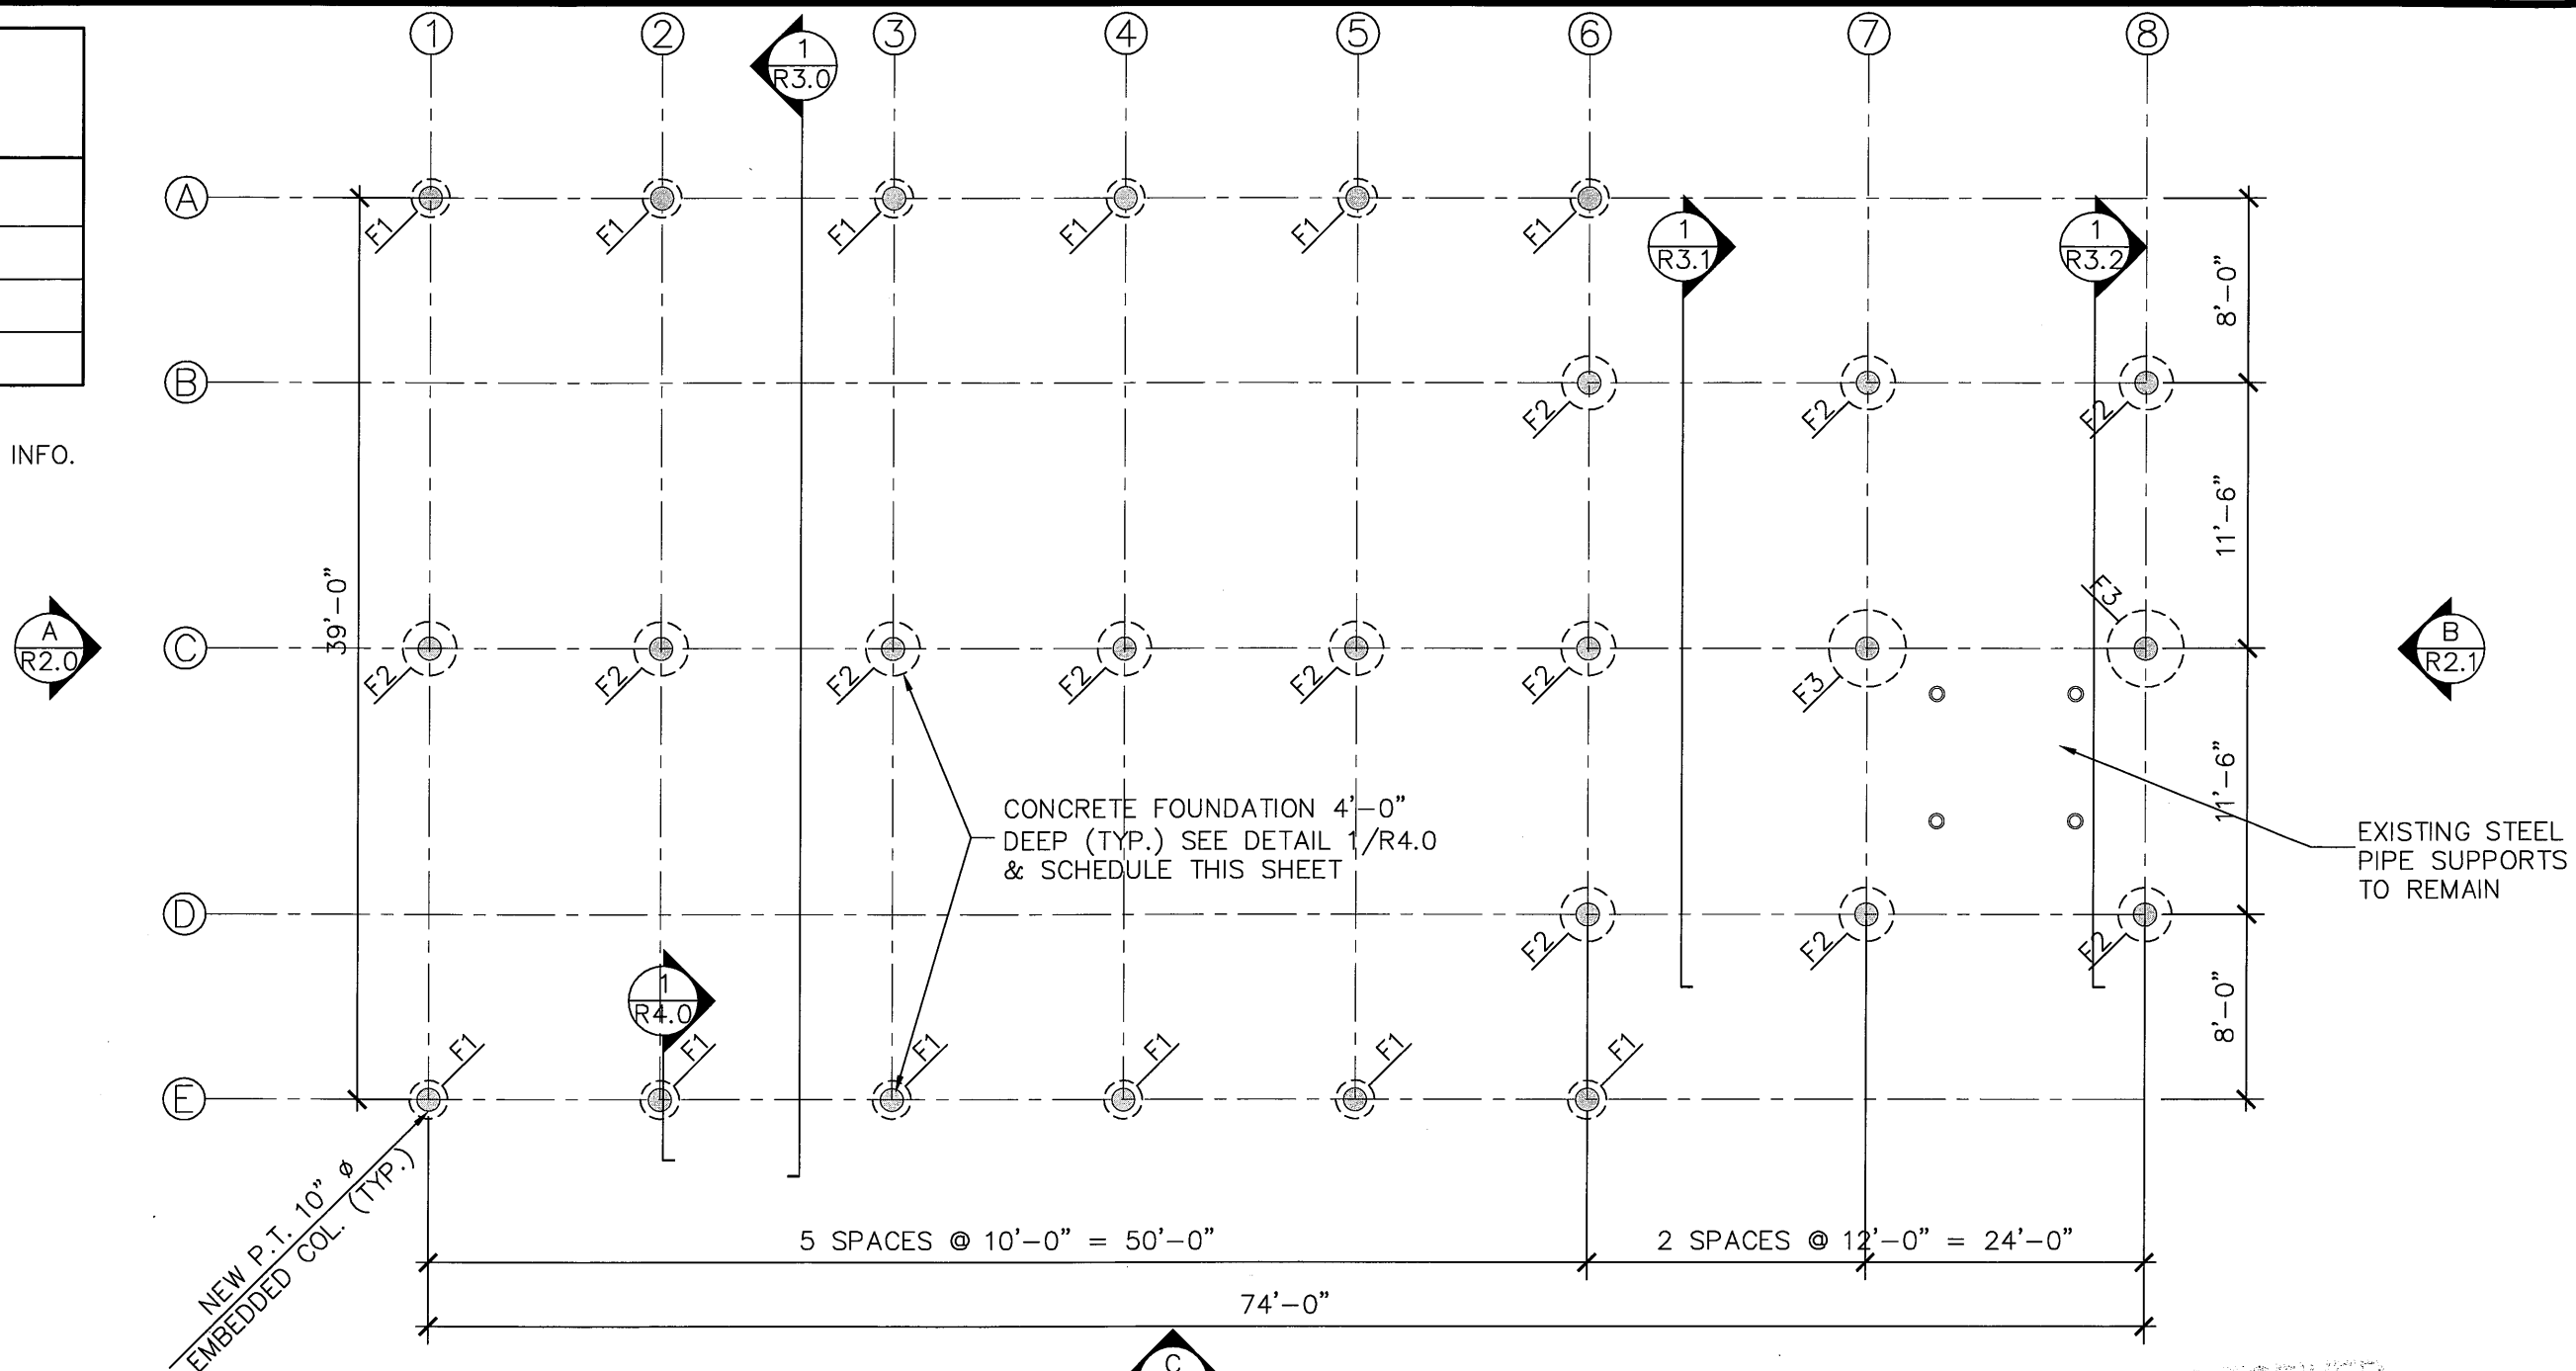 1 2 3 4 5 6 7 8
1
R3.0
A
F1 F1 F1 F1 F1 F1
1
R3.1
1
R3.2
8'-0"
B
F2 F2 F2
INFO.
11'-6"
39'-0"
A
R2.0
C
F2 F2 F2 F2 F2 F2 F3 F3
B
R2.1
11'-6"
CONCRETE FOUNDATION 4'-0"
DEEP (TYP.) SEE DETAIL 1/R4.0
& SCHEDULE THIS SHEET
EXISTING STEEL
PIPE SUPPORTS
TO REMAIN
D
F2 F2 F2
1
R4.0
8'-0"
E
F1 F1 F1 F1 F1 F1
NEW P.T. 10" ø
EMBEDDED COL. (TYP.)
5 SPACES @ 10'-0" = 50'-0"
2 SPACES @ 12'-0" = 24'-0"
74'-0"
C